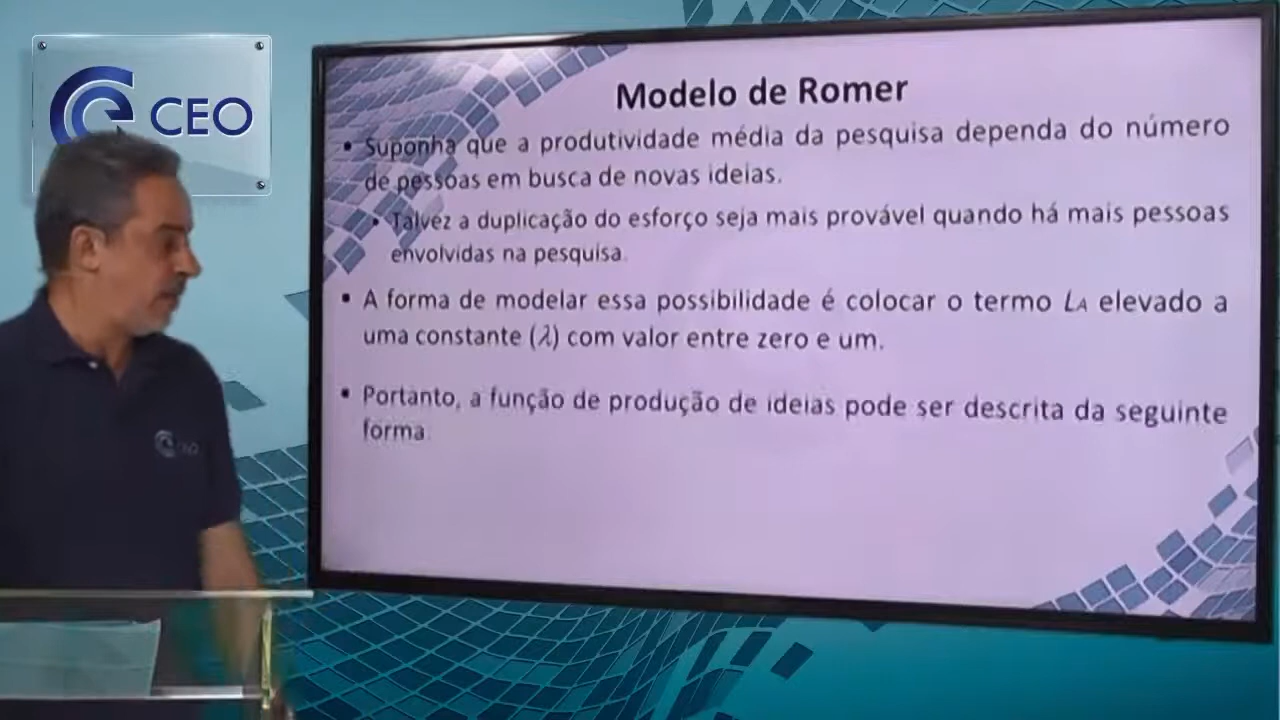 CEO
Modelo de Romer
• Suponha que a produtividade média da pesquisa dependa do número
de pessoas em busca de novas ideias.
• Talvez a duplicação do esforço seja mais provável quando há mais pessoas
envolvidas na pesquisa.
• A forma de modelar essa possibilidade é colocar o termo LA elevado a
uma constante (λ) com valor entre zero e um.
• Portanto, a função de produção de ideias pode ser descrita da seguinte
forma
CEO